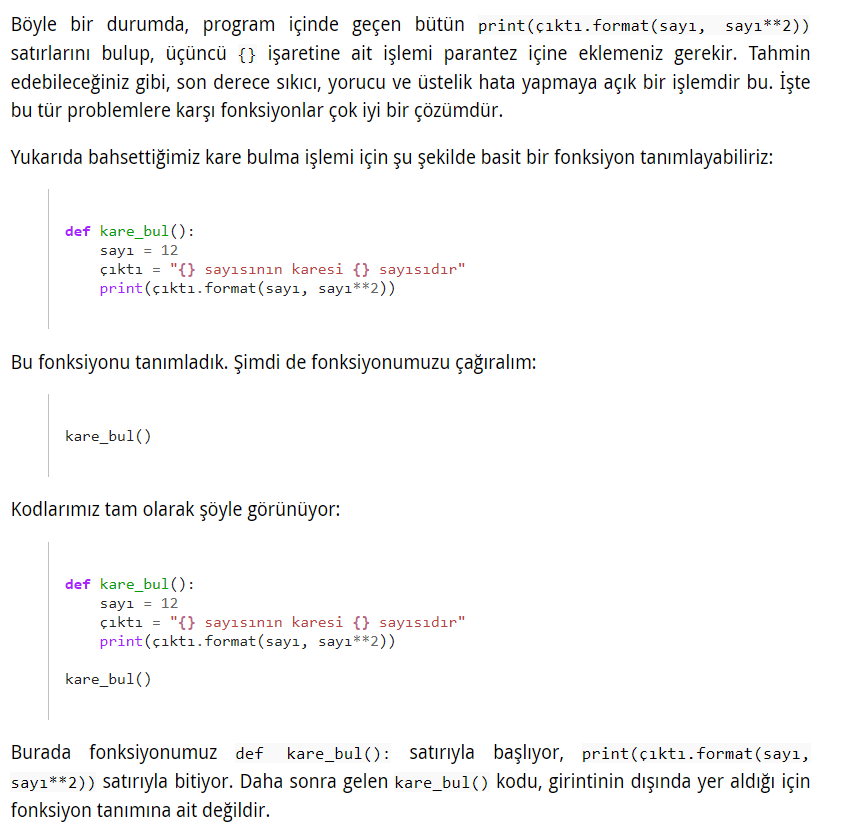 Böyle bir durumda, program içinde geçen bütün print(çıktı.format(sayı, sayı**2))
satırlarını bulup, üçüncü {} işaretine ait işlemi parantez içine eklemeniz gerekir. Tahmin
edebileceğiniz gibi, son derece sıkıcı, yorucu ve üstelik hata yapmaya açık bir işlemdir bu. İşte
bu tür problemlere karşı fonksiyonlar çok iyi bir çözümdür.
Yukarıda bahsettiğimiz kare bulma işlemi için şu şekilde basit bir fonksiyon tanımlayabiliriz:
def kare_bul():
    sayı = 12
    çıktı = "{} sayısının karesi {} sayısıdır"
    print(çıktı.format(sayı, sayı**2))
Bu fonksiyonu tanımladık. Şimdi de fonksiyonumuzu çağıralım:
kare_bul()
Kodlarımız tam olarak şöyle görünüyor:
def kare_bul():
    sayı = 12
    çıktı = "{} sayısının karesi {} sayısıdır"
    print(çıktı.format(sayı, sayı**2))
kare_bul()
Burada fonksiyonumuz def kare_bul(): satırıyla başlıyor, print(çıktı.format(sayı,
sayı**2)) satırıyla bitiyor. Daha sonra gelen kare_bul() kodu, girintinin dışında yer aldığı için
fonksiyon tanımına ait değildir.